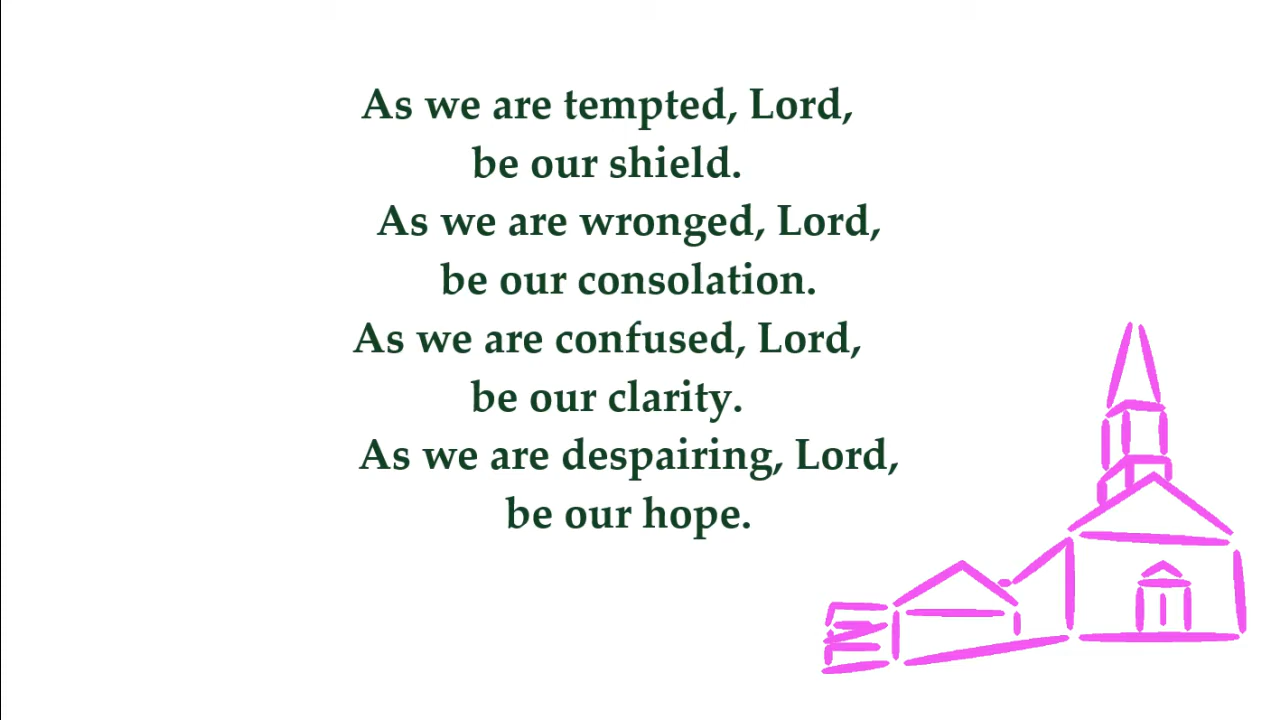 As we are tempted, Lord,
be our shield.
As we are wronged, Lord,
be our consolation.
As we are confused, Lord,
be our clarity.
As we are despairing, Lord,
be our hope.